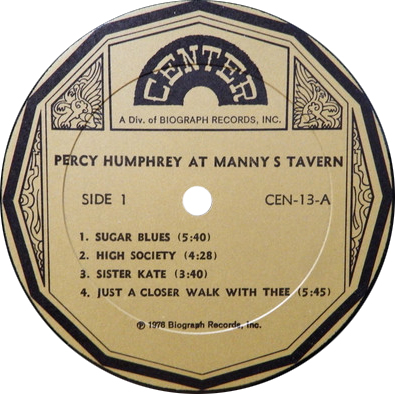 CENTER
A Div. of BIOGRAPH RECORDS, INC.
PERCY HUMPHREY AT MANNY S TAVERN
SIDE 1 CEN-13-A
1. SUGAR BLUES (5:40)
2. HIGH SOCIETY (4:28)
3. SISTER KATE (3:40)
4. JUST A CLOSER WALK WITH THEE (5:45)
℗ 1976 Biograph Records, Inc.